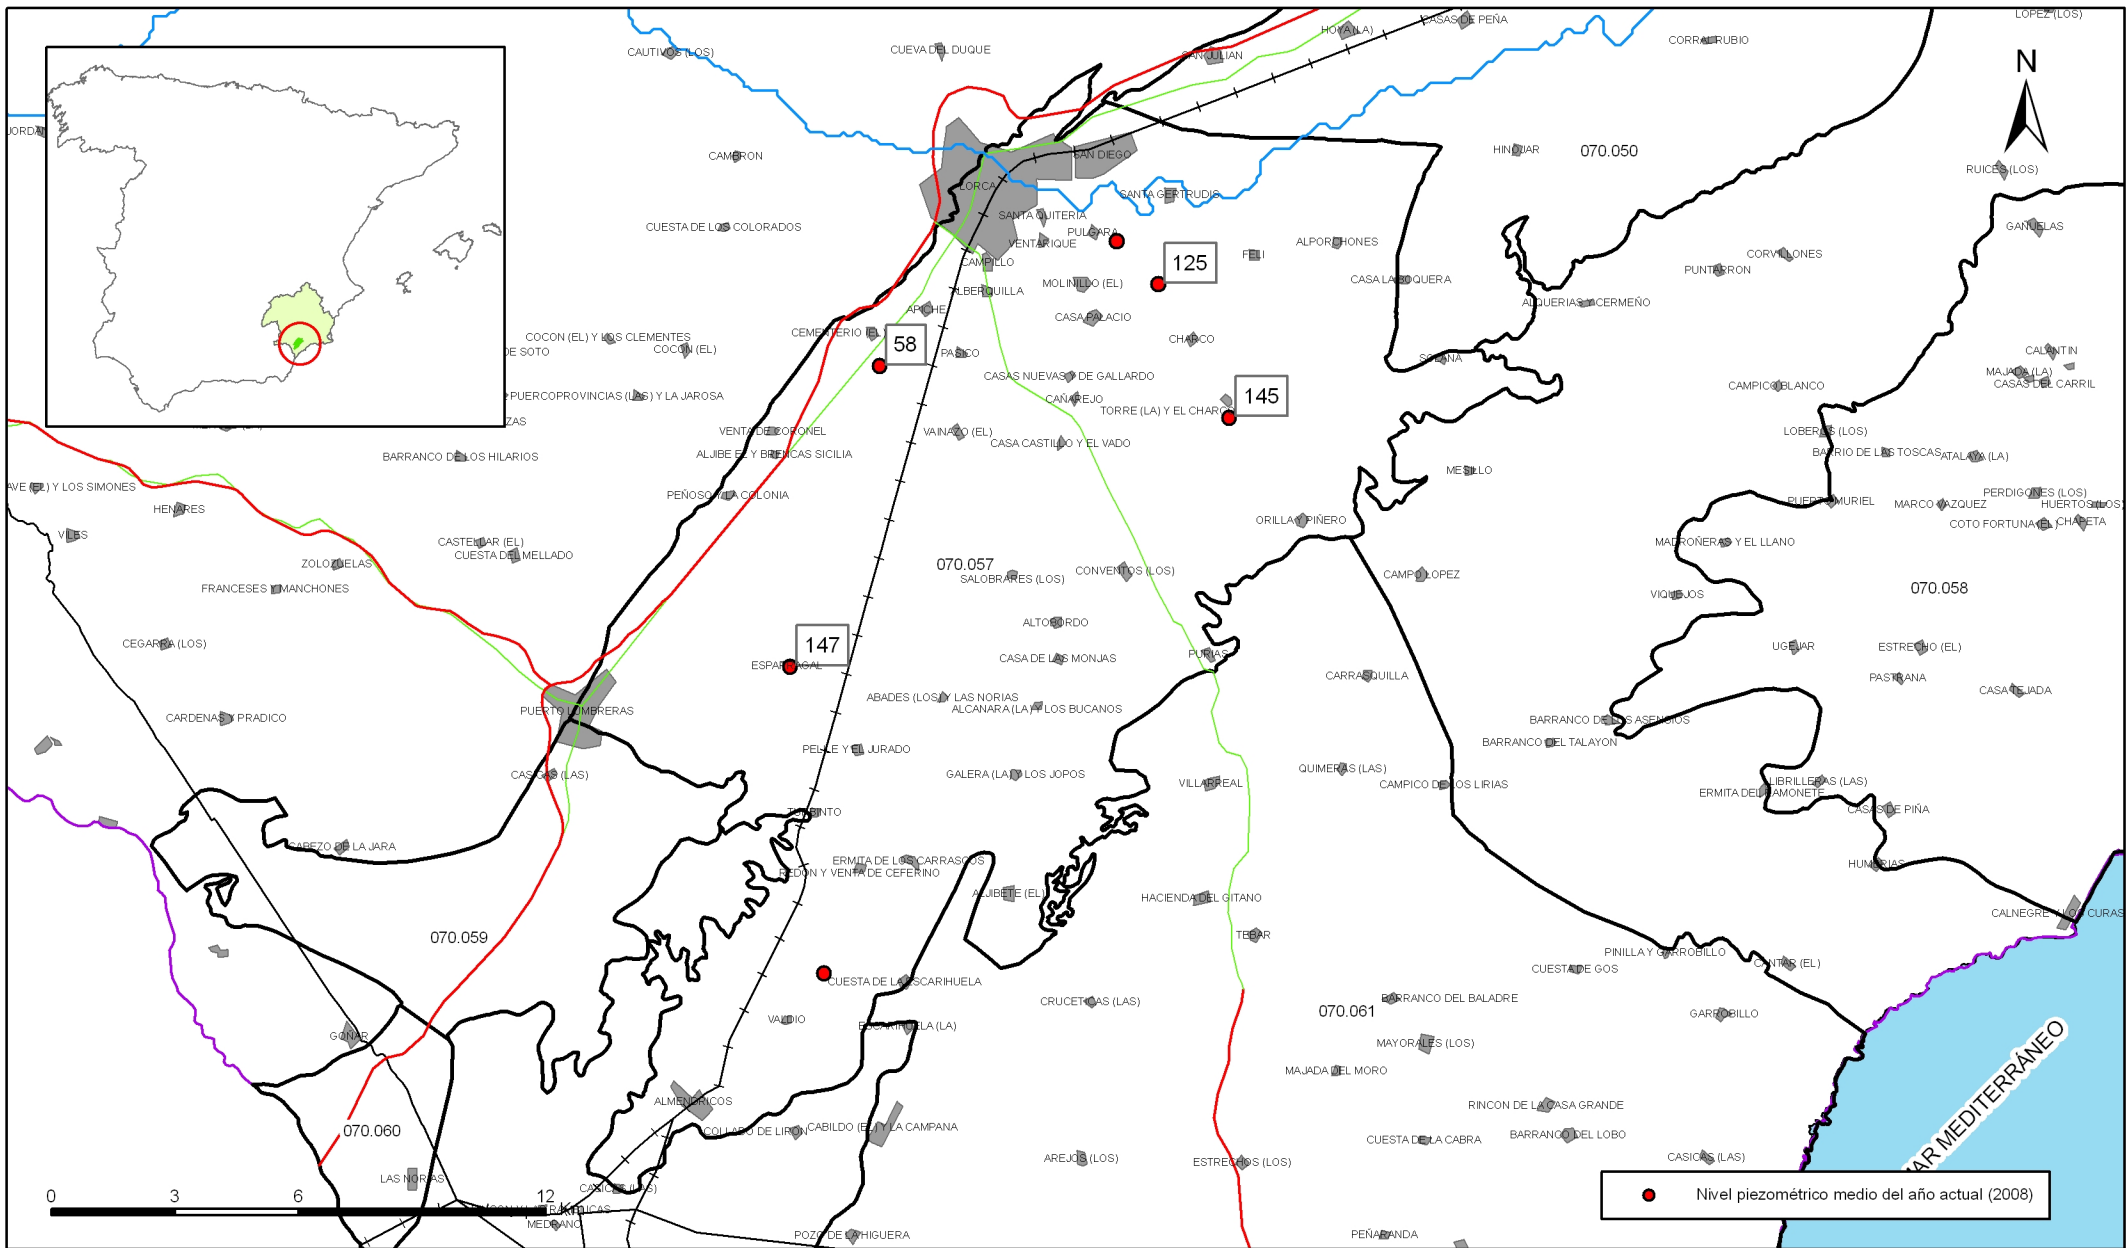 CASAS DE PEÑA
LOPEZ (LOS)
HOYA (LA)
CORRAL RUBIO
CAUTIVOS (LOS)
CUEVA DEL DUQUE
SAN JULIAN
N
CAMBRON
SAN DIEGO
HINOJAR
070.050
RUICES (LOS)
LORCA
SANTA GERTRUDIS
SANTA QUITERIA
CUESTA DE LOS COLORADOS
PULGARA
GAÑUELAS
VENTARIQUE
ALPORCHONES
FELI
CORVILLONES
CAMPILLO
125
PUNTARRON
CASA LA BOQUERA
MOLINILLO (EL)
ALQUERIAS Y CERMEÑO
APICHE
CASA PALACIO
CEMENTERIO (EL)
COCON (EL) Y LOS CLEMENTES
CHARCO
58
COCON (EL)
DE SOTO
PASICO
SOLANA
CALANTIN
MAJADA (LA)
CASAS NUEVAS Y DE GALLARDO
CASAS DEL CARRIL
CAMPICO BLANCO
PUERCOPROVINCIAS (LAS) Y LA JAROSA
145
CAÑAREJO
TORRE (LA) Y EL CHARCO
ZAS
VENTA DE CORONEL
VAINAZO (EL)
LOBEROS (LOS)
CASA CASTILLO Y EL VADO
BARRANCO DE LOS HILARIOS
ALJIBE EL Y BRENCAS SICILIA
BARRIO DE LAS TOSCAS
ATALAYA (LA)
MESILLO
AVE (EL) Y LOS SIMONES
PEÑOSO Y LA COLONIA
PERDIGONES (LOS)
PUERTO MURIEL
MARCO VAZQUEZ
HUERTOS (LOS)
HENARES
ORILLA Y PIÑERO
COTO FORTUNA (EL)
CHAPETA
VILES
CASTELLAR (EL)
MADROÑERAS Y EL LLANO
CUESTA DEL MELLADO
ZOLOZUELAS
070.057
CONVENTOS (LOS)
CAMPO LOPEZ
SALOBRARES (LOS)
FRANCESES Y MANCHONES
070.058
VIQUEJOS
ALTOBORDO
CEGARRA (LOS)
147
UGEJAR
ESTRECHO (EL)
PURIAS
CASA DE LAS MONJAS
ESPARRAGAL
CARRASQUILLA
PASTRANA
CASA TEJADA
ABADES (LOS) Y LAS NORIAS
ALCANARA (LA) Y LOS BUCANOS
PUERTO LUMBRERAS
CARDENAS Y PRADICO
BARRANCO DE LOS ASENSIOS
BARRANCO DEL TALAYON
PELLE Y EL JURADO
QUIMERAS (LAS)
CASICAS (LAS)
GALERA (LA) Y LOS JOPOS
VILLARREAL
CAMPICO DE LOS LIRIAS
LIBRILLERAS (LAS)
ERMITA DEL RAMONETE
CASAS DE PIÑA
CABEZO DE LA JARA
ERMITA DE LOS CARRASCOS
REDON Y VENTA DE CEFERINO
HUMBRIAS
ALJIBETE (EL)
HACIENDA DEL GITANO
CALNEGRE Y LOS CURAS
070.059
TEBAR
PINILLA Y GARROBILLO
CANTAR (EL)
CUESTA DE GOS
CUESTA DE LA ESCARIHUELA
CRUCETICAS (LAS)
BARRANCO DEL BALADRE
070.061
GARROBILLO
VALDIO
ESCARIHUELA (LA)
GOÑAR
MAYORALES (LOS)
MAJADA DEL MORO
MAR MEDITERRÁNEO
ALMENDRICOS
RINCON DE LA CASA GRANDE
070.060
COLLADO DE LIRON
CABILDO (EL) Y LA CAMPANA
BARRANCO DEL LOBO
CUESTA DE LA CABRA
AREJOS (LOS)
ESTRECHOS (LOS)
CASICAS (LAS)
LAS NORIAS
CASICAS (LAS)
0 3 6 12
Nivel piezométrico medio del año actual (2008)
MEDRANO
POZO DE LA HIGUERA
PEÑARANDA